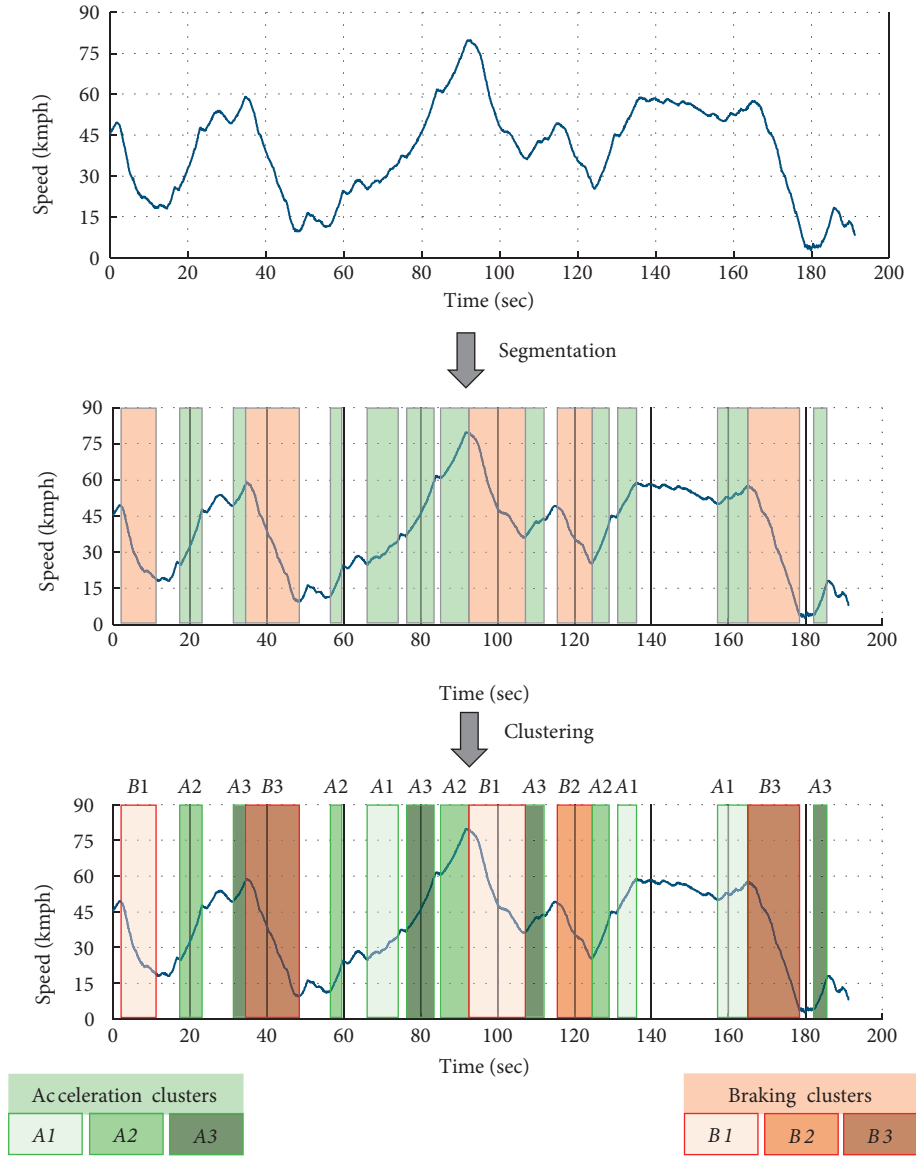 90
75
60
45
30
15
0
Speed (kmph)
0 20 40 60 80 100 120 140 160 180 200
Time (sec)
Segmentation
90
75
60
45
30
15
0
Speed (kmph)
0 20 40 60 80 100 120 140 160 180 200
Time (sec)
Clustering
B1 A2 A3 B3 A2 A1 A3 A2 B1 A3 B2 A2 A1 A1 B3 A3
90
75
60
45
30
15
0
Speed (kmph)
0 20 40 60 80 100 120 140 160 180 200
Time (sec)
Acceleration clusters
A1 A2 A3
Braking clusters
B1 B2 B3